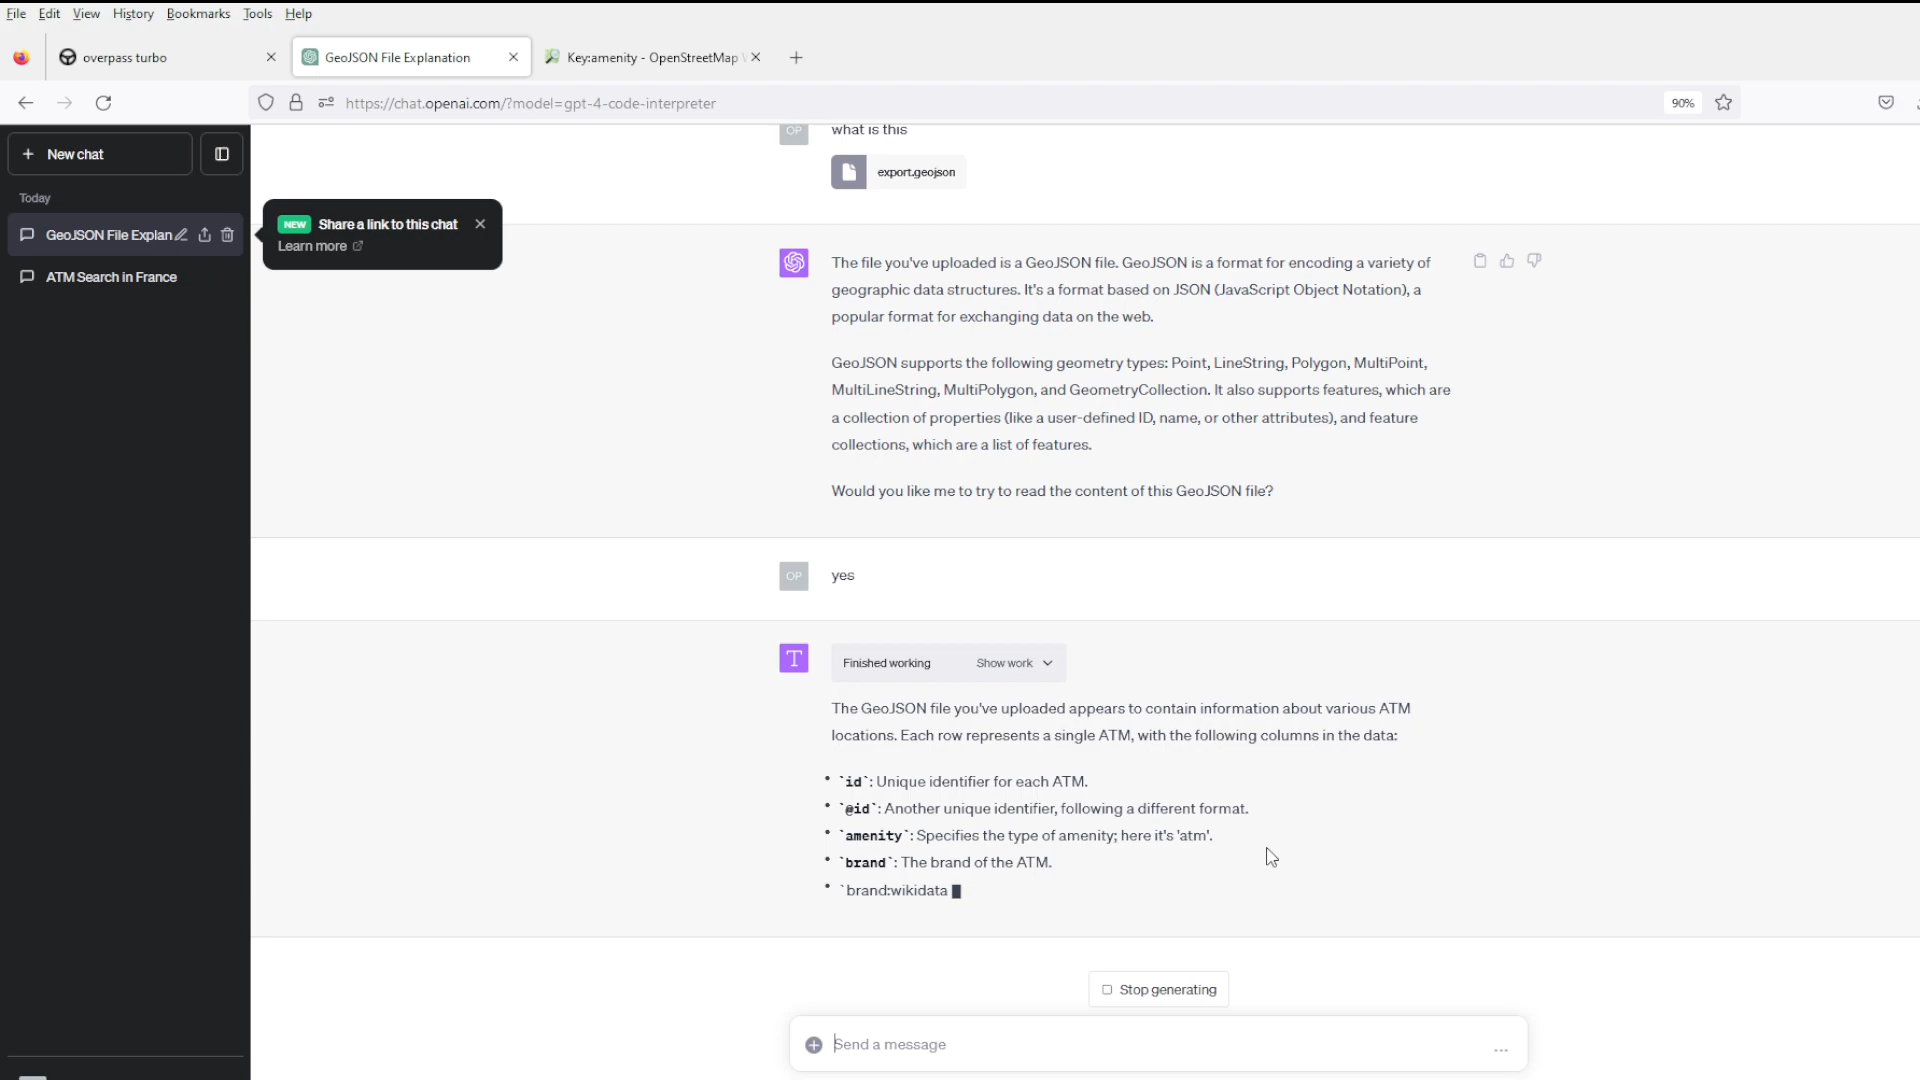 File Edit View History Bookmarks Tools Help
overpass turbo
GeoJSON File Explanation
Key:amenity - OpenStreetMap
https://chat.openai.com/?model=gpt-4-code-interpreter
90%
New chat
Today
GeoJSON File Explan
ATM Search in France
NEW Share a link to this chat
Learn more
OP what is this
export.geojson
The file you've uploaded is a GeoJSON file. GeoJSON is a format for encoding a variety of
geographic data structures. It's a format based on JSON (JavaScript Object Notation), a
popular format for exchanging data on the web.
GeoJSON supports the following geometry types: Point, LineString, Polygon, MultiPoint,
MultiLineString, MultiPolygon, and GeometryCollection. It also supports features, which are
a collection of properties (like a user-defined ID, name, or other attributes), and feature
collections, which are a list of features.
Would you like me to try to read the content of this GeoJSON file?
OP yes
T Finished working Show work
The GeoJSON file you've uploaded appears to contain information about various ATM
locations. Each row represents a single ATM, with the following columns in the data:
• `id`: Unique identifier for each ATM.
• `@id`: Another unique identifier, following a different format.
• `amenity`: Specifies the type of amenity; here it's 'atm'.
• `brand`: The brand of the ATM.
• `brand:wikidata
Stop generating
Send a message
...